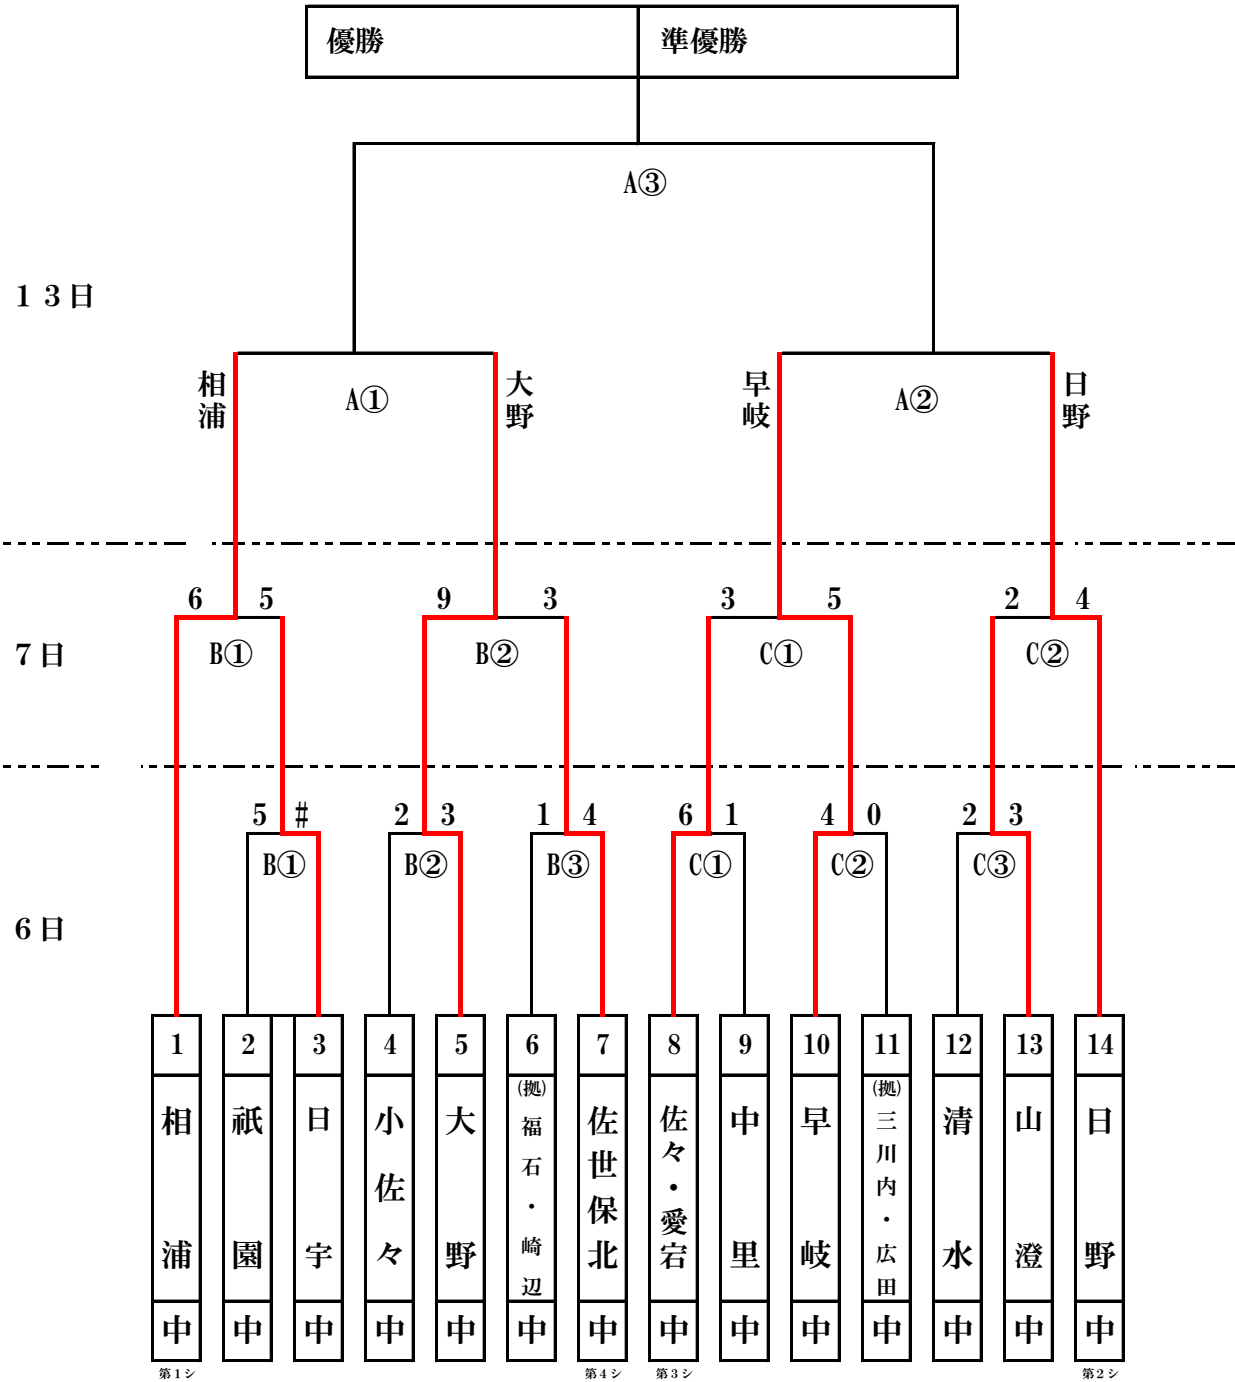 優勝 準優勝
A③
１３日
相浦 A① 大野 早岐 A② 日野
6 5 9 3 3 5 2 4
７日 B① B② C① C②
5 # 2 3 1 4 6 1 4 0 2 3
B① B② B③ C① C② C③
６日
1 2 3 4 5 6 7 8 9 10 11 12 13 14
相浦中
祇園中
日宇中
小佐々中
大野中
(拠)福石・崎辺中
佐世保北中
佐々・愛宕中
中里中
早岐中
(拠)三川内・広田中
清水中
山澄中
日野中
第1シ 第4シ 第3シ 第2シ